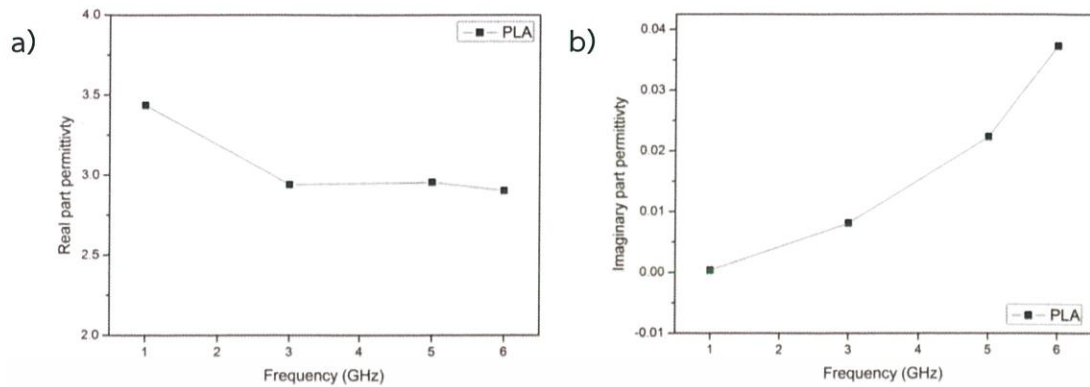 a)
PLA
4.0
3.5
3.0
2.5
2.0
Real part permittivty
1 2 3 4 5 6
Frequency (GHz)
b)
0.04
0.03
0.02
0.01
0.00
-0.01
Imaginary part permittivty
PLA
1 2 3 4 5 6
Frequency (GHz)